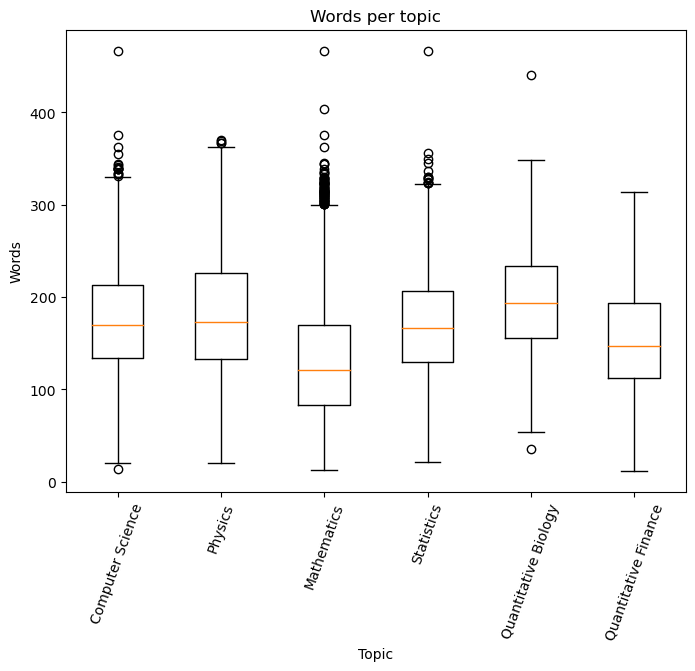 Words per topic
Words
400
300
200
100
0
Computer Science
Physics
Mathematics
Statistics
Quantitative Biology
Quantitative Finance
Topic